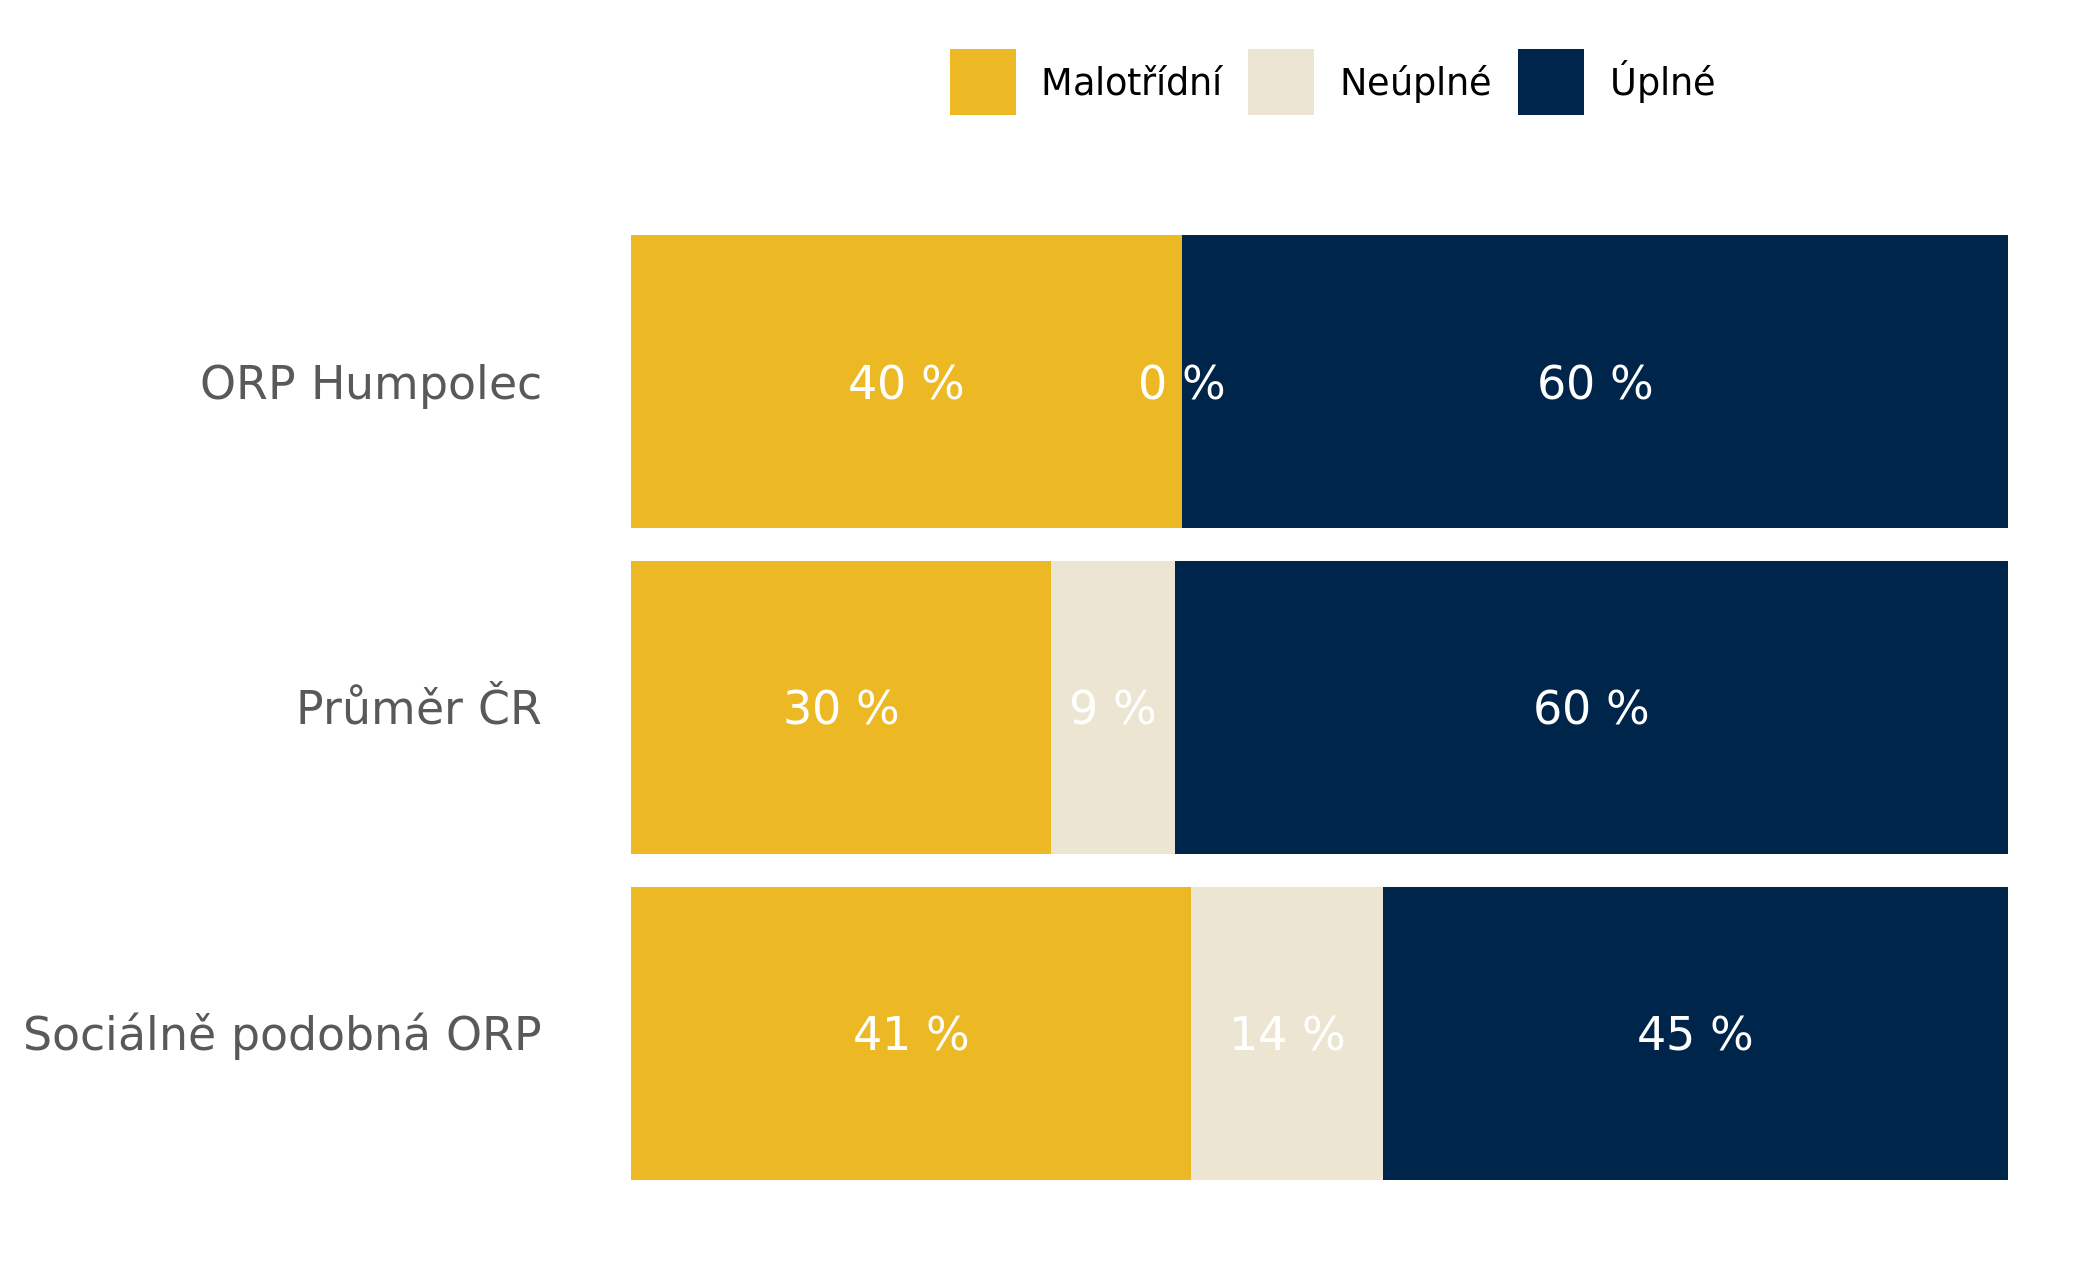 Malotřídní Neúplné Úplné
ORP Humpolec 40 % 0 % 60 %
Průměr ČR 30 % 9 % 60 %
Sociálně podobná ORP 41 % 14 % 45 %